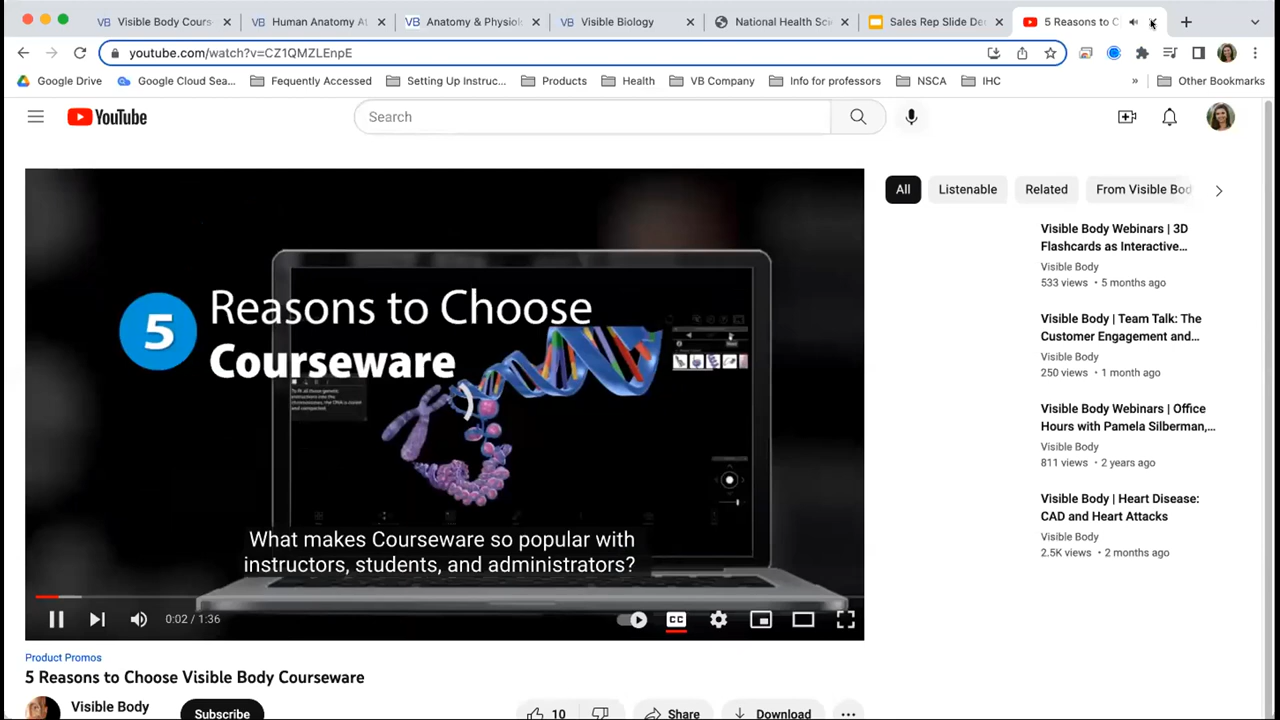 Visible Body Cours
Human Anatomy At
Anatomy & Physiol
Visible Biology
National Health Sci
Sales Rep Slide De
5 Reasons to C
youtube.com/watch?v=CZ1QMZLEnpE
Google Drive
Google Cloud Sea...
Fequently Accessed
Setting Up Instruc...
Products
Health
VB Company
Info for professors
NSCA
IHC
»
Other Bookmarks
YouTube
Search
All
Listenable
Related
From Visible Bod
5
Reasons to Choose
Courseware
What makes Courseware so popular with
instructors, students, and administrators?
0:02 / 1:36
CC
Visible Body Webinars | 3D
Flashcards as Interactive...
Visible Body
533 views • 5 months ago
Visible Body | Team Talk: The
Customer Engagement and...
Visible Body
250 views • 1 month ago
Visible Body Webinars | Office
Hours with Pamela Silberman,...
Visible Body
811 views • 2 years ago
Visible Body | Heart Disease:
CAD and Heart Attacks
Visible Body
2.5K views • 2 months ago
Product Promos
5 Reasons to Choose Visible Body Courseware
Visible Body
Subscribe
10
Share
Download